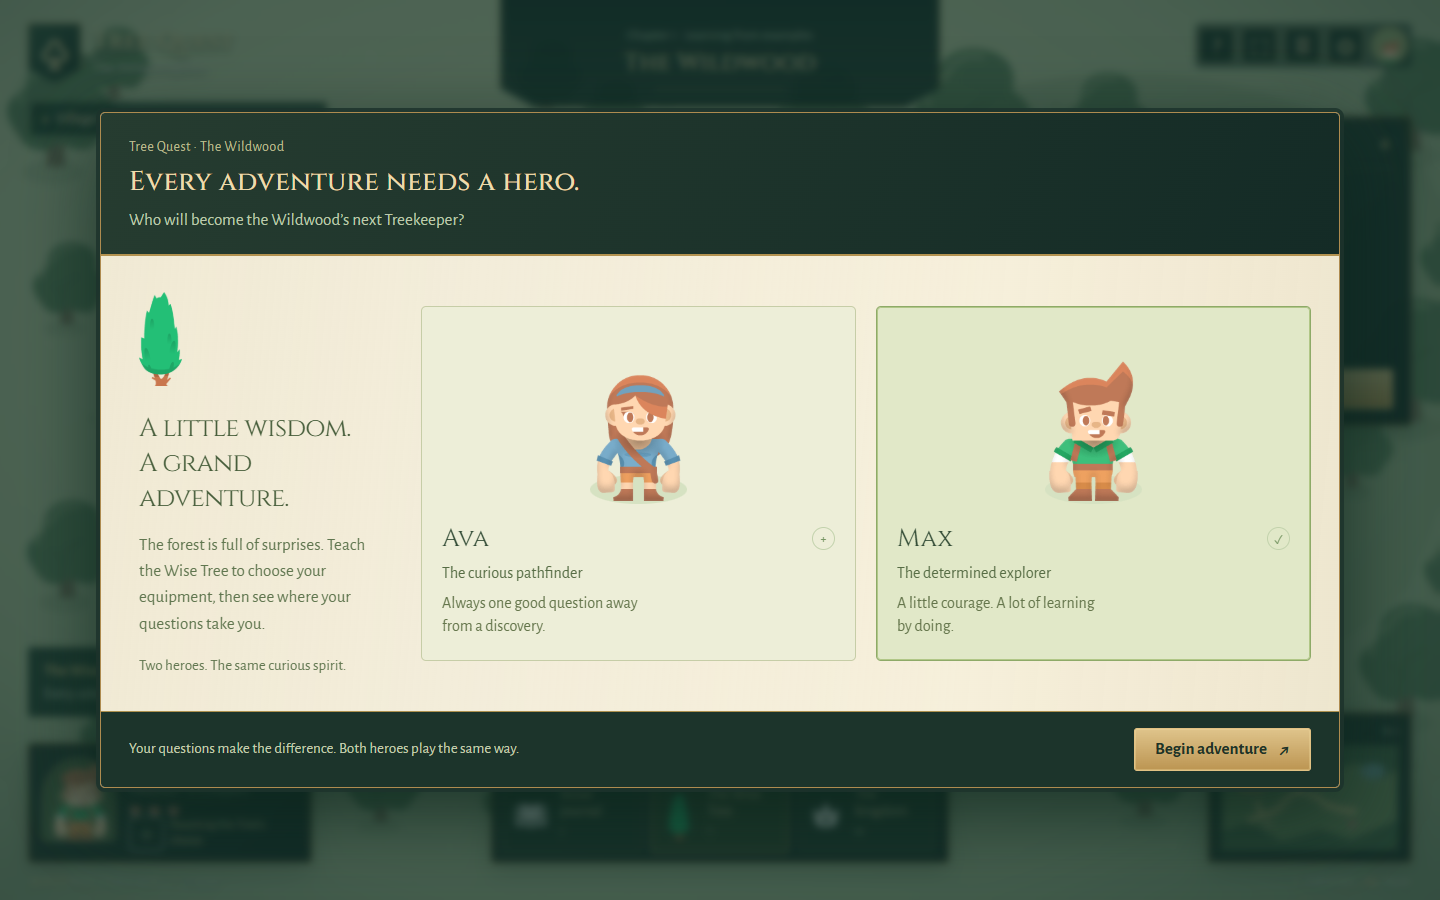 THE WILDWOOD
Tree Quest · The Wildwood
Every adventure needs a hero.
Who will become the Wildwood's next Treekeeper?
A little wisdom.
A grand
adventure.
The forest is full of surprises. Teach
the Wise Tree to choose your
equipment, then see where your
questions take you.
Two heroes. The same curious spirit.
Ava
+
The curious pathfinder
Always one good question away
from a discovery.
Max
✓
The determined explorer
A little courage. A lot of learning
by doing.
Your questions make the difference. Both heroes play the same way.
Begin adventure ↗